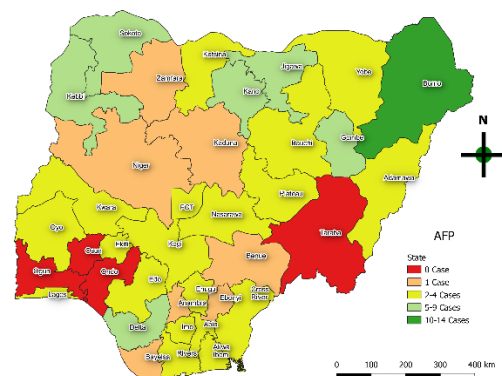 Sokoto
Katsina
Jigawa
Yobe
Borno
Zamfara
Kebbi
Kano
Gombe
Kaduna
Bauchi
Niger
Adamawa
Plateau
FCT
Nasarawa
Kwara
Oyo
Taraba
Kogi
Osun
Ekiti
Benue
Ogun
Ondo
Edo
Lagos
Enugu
Cross
River
Anambra
Ebonyi
Delta
Imo
Abia
Bayelsa
Rivers
Akwa
Ibom
N
AFP
State
0 Case
1 Case
2-4 Cases
5-9 Cases
10-14 Cases
0 100 200 300 400 km